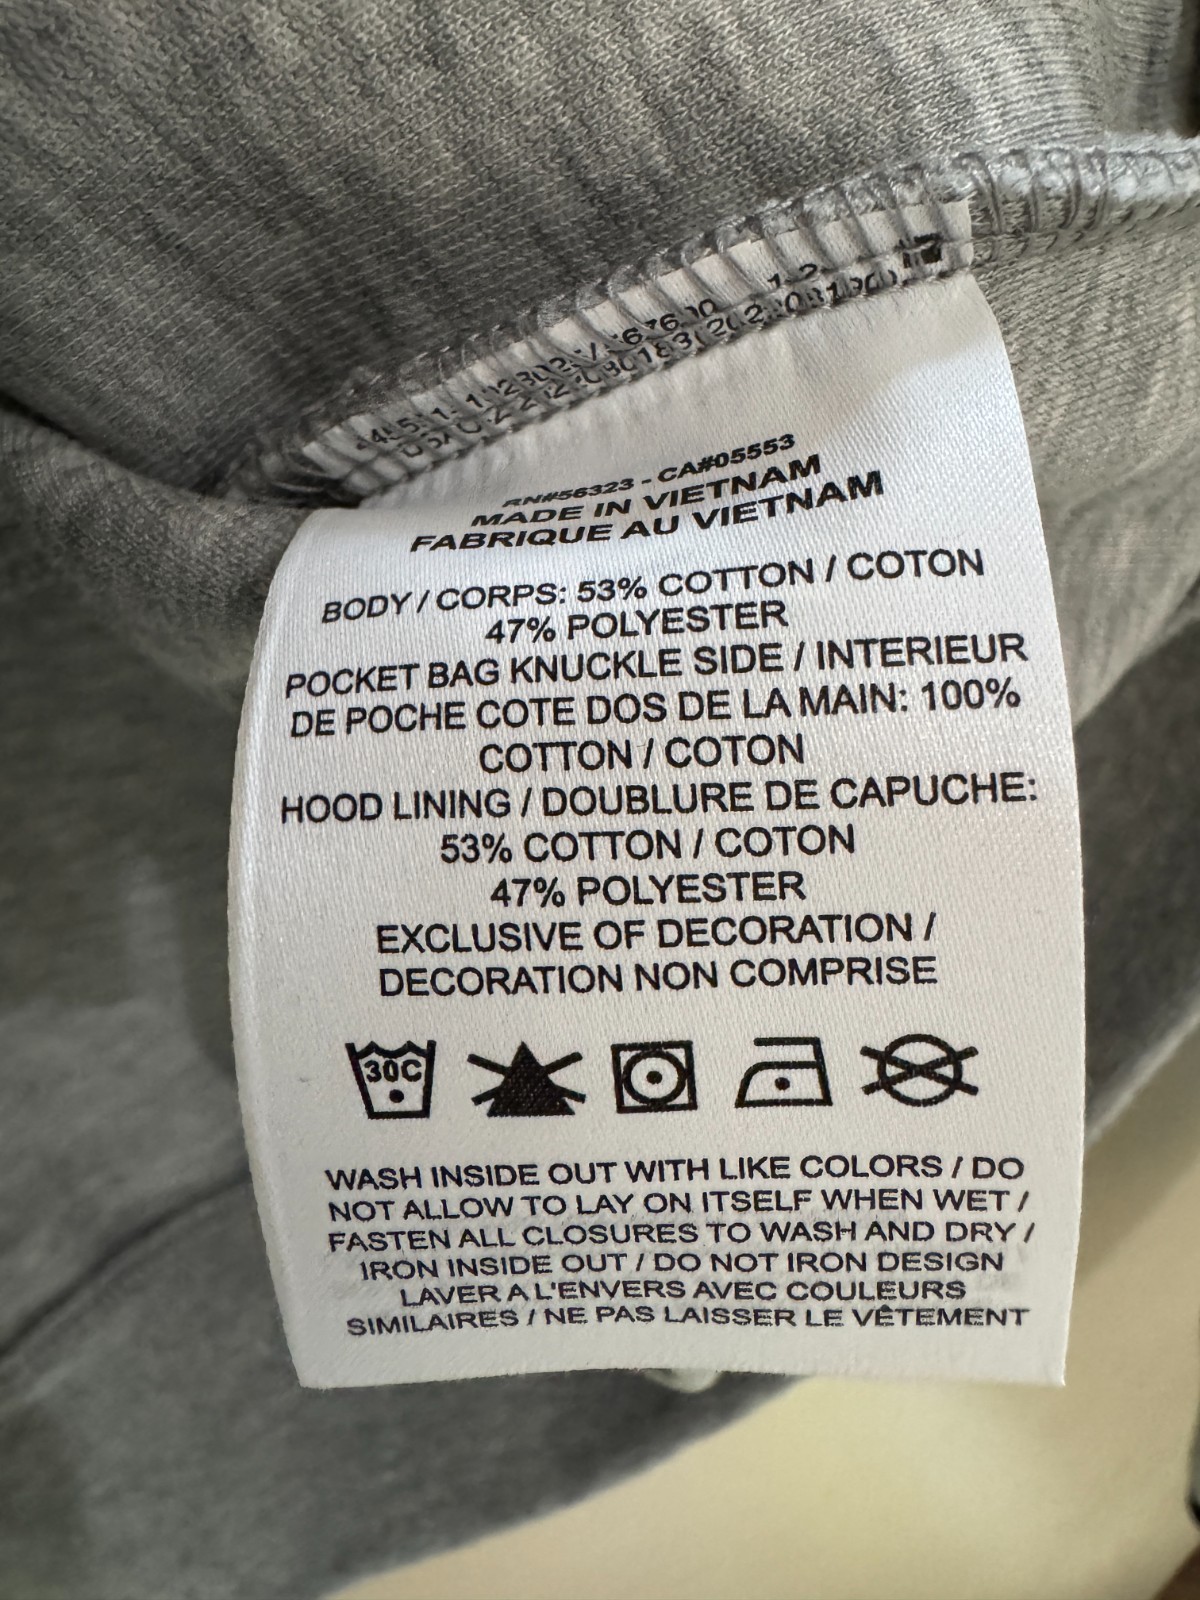 RN#56323 - CA#05553
MADE IN VIETNAM
FABRIQUE AU VIETNAM
BODY / CORPS: 53% COTTON / COTON
47% POLYESTER
POCKET BAG KNUCKLE SIDE / INTERIEUR
DE POCHE COTE DOS DE LA MAIN: 100%
COTTON / COTON
HOOD LINING / DOUBLURE DE CAPUCHE:
53% COTTON / COTON
47% POLYESTER
EXCLUSIVE OF DECORATION /
DECORATION NON COMPRISE
30C
WASH INSIDE OUT WITH LIKE COLORS / DO
NOT ALLOW TO LAY ON ITSELF WHEN WET /
FASTEN ALL CLOSURES TO WASH AND DRY /
IRON INSIDE OUT / DO NOT IRON DESIGN
LAVER A L'ENVERS AVEC COULEURS
SIMILAIRES / NE PAS LAISSER LE VÊTEMENT